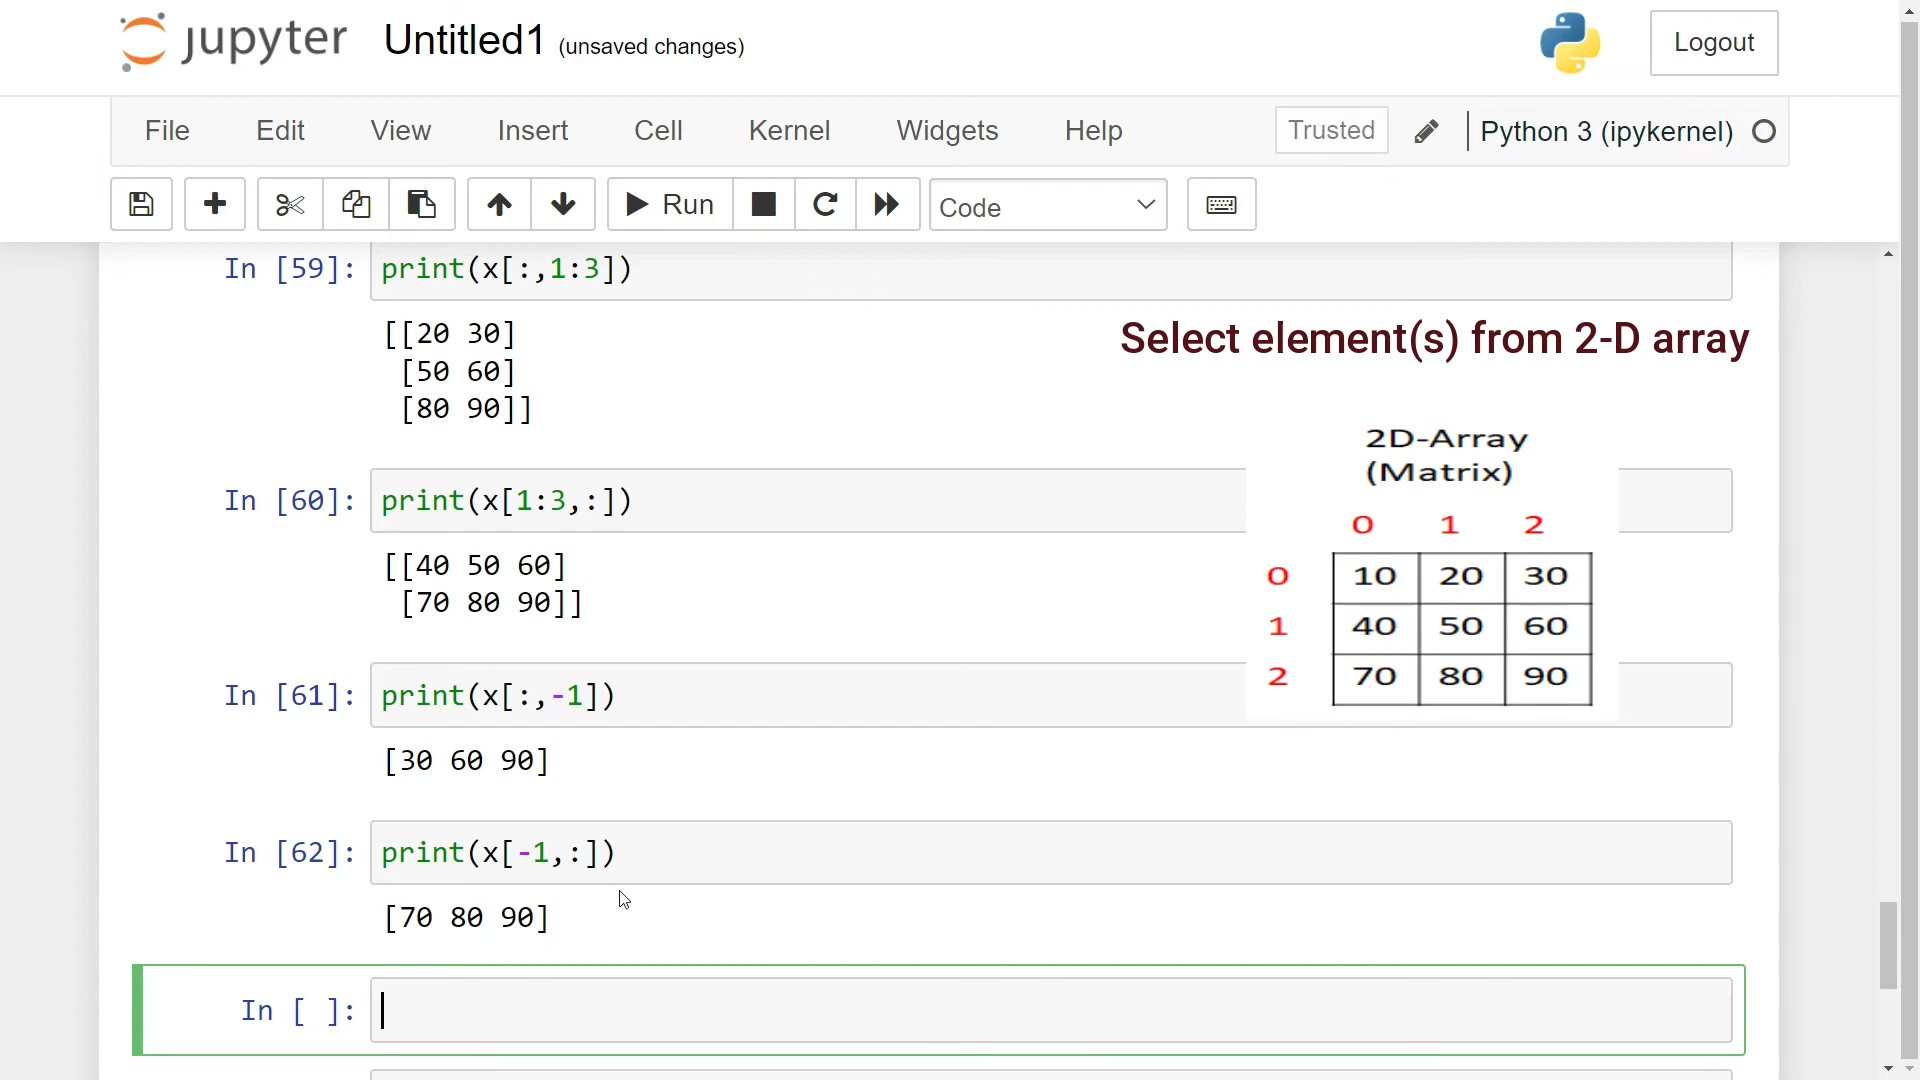 jupyter Untitled1 (unsaved changes) Logout
File Edit View Insert Cell Kernel Widgets Help Trusted Python 3 (ipykernel)
Run Code
In [59]: print(x[:,1:3])
[[20 30]
[50 60]
[80 90]]
Select element(s) from 2-D array
2D-Array
(Matrix)
0 1 2
0 10 20 30
1 40 50 60
2 70 80 90
In [60]: print(x[1:3,:])
[[40 50 60]
[70 80 90]]
In [61]: print(x[:,-1])
[30 60 90]
In [62]: print(x[-1,:])
[70 80 90]
In [ ]: